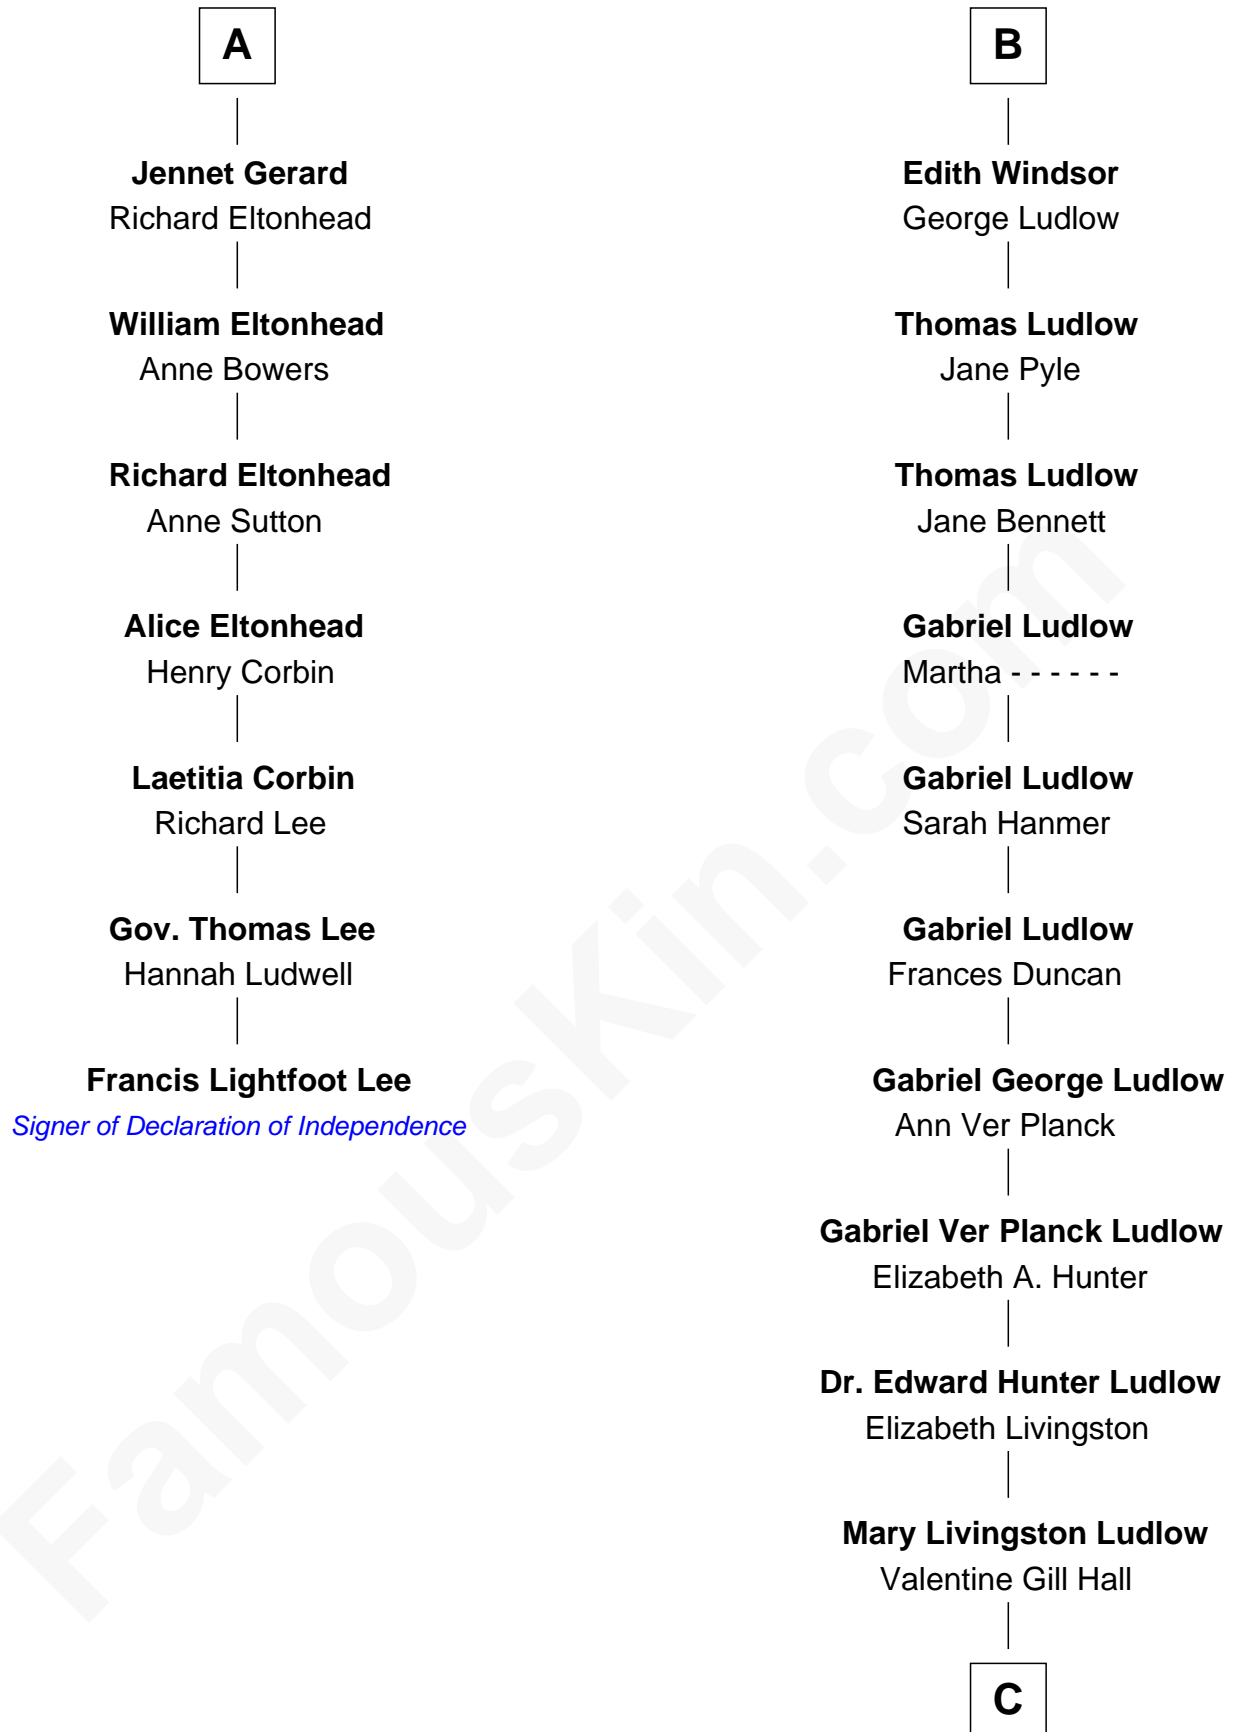 A
Jennet Gerard
Richard Eltonhead
William Eltonhead
Anne Bowers
Richard Eltonhead
Anne Sutton
Alice Eltonhead
Henry Corbin
Laetitia Corbin
Richard Lee
Gov. Thomas Lee
Hannah Ludwell
Francis Lightfoot Lee
Signer of Declaration of Independence
B
Edith Windsor
George Ludlow
Thomas Ludlow
Jane Pyle
Thomas Ludlow
Jane Bennett
Gabriel Ludlow
Martha - - - - - -
Gabriel Ludlow
Sarah Hanmer
Gabriel Ludlow
Frances Duncan
Gabriel George Ludlow
Ann Ver Planck
Gabriel Ver Planck Ludlow
Elizabeth A. Hunter
Dr. Edward Hunter Ludlow
Elizabeth Livingston
Mary Livingston Ludlow
Valentine Gill Hall
C
FamousKin.com